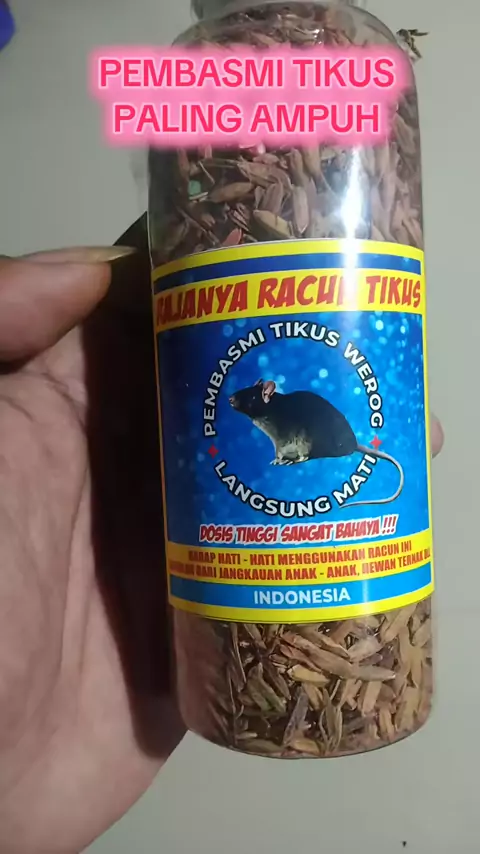 PEMBASMI TIKUS
PALING AMPUH
RAJANYA RACUN TIKUS
PEMBASMI TIKUS WEROG
LANGSUNG MATI
DOSIS TINGGI SANGAT BAHAYA !!!
HARAP HATI - HATI MENGGUNAKAN RACUN INI
DARI JANGKAUAN ANAK - ANAK, HEWAN TERNAK
INDONESIA